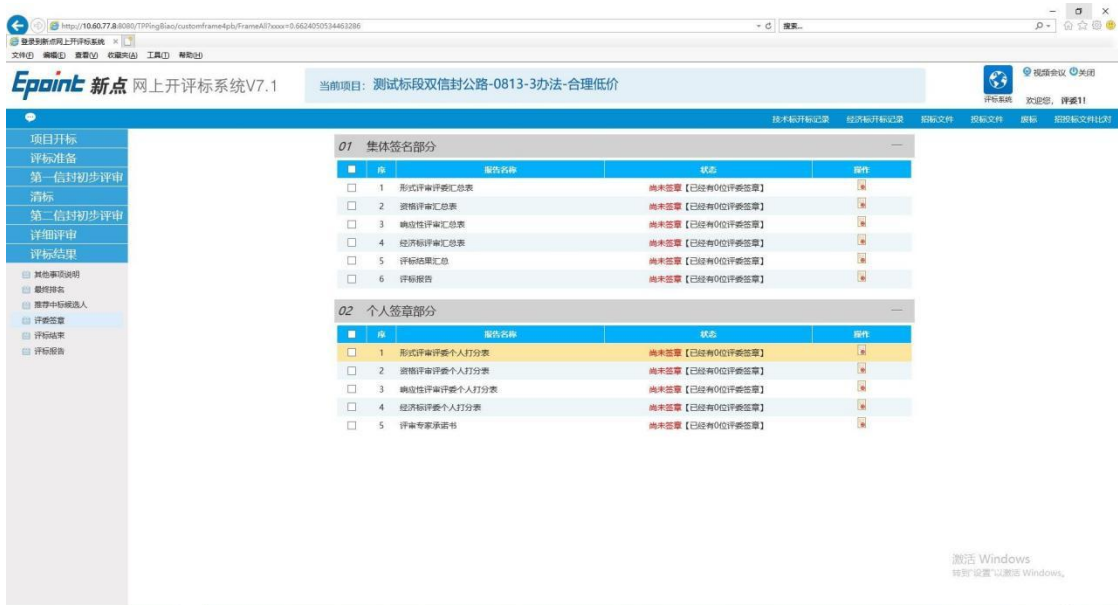 http://10.60.77.8:8080/TPPingBiao/customframe4pb/FrameAll?xxxx=0.6624050534463286
搜索...
登录到新点网上开评标系统
文件(F) 编辑(E) 查看(V) 收藏夹(A) 工具(T) 帮助(H)
Epoint 新点 网上开评标系统V7.1
当前项目：测试标段双信封公路-0813-3办法-合理低价
评标系统
视频会议 关闭
欢迎您，评委1!
技术标开标记录 经济标开标记录 招标文件 投标文件 废标 招投标文件比对
项目开标
评标准备
第一信封初步评审
清标
第二信封初步评审
详细评审
评标结果
其他事项说明
最终排名
推荐中标候选人
评委签章
评标结束
评标报告
01 集体签名部分
序 报告名称 状态 操作
1 形式评审评委汇总表 尚未签章【已经有0位评委签章】
2 资格评审汇总表 尚未签章【已经有0位评委签章】
3 响应性评审汇总表 尚未签章【已经有0位评委签章】
4 经济标评审汇总表 尚未签章【已经有0位评委签章】
5 评标结果汇总 尚未签章【已经有0位评委签章】
6 评标报告 尚未签章【已经有0位评委签章】
02 个人签章部分
序 报告名称 状态 操作
1 形式评审评委个人打分表 尚未签章【已经有0位评委签章】
2 资格评审评委个人打分表 尚未签章【已经有0位评委签章】
3 响应性评审评委个人打分表 尚未签章【已经有0位评委签章】
4 经济标评委个人打分表 尚未签章【已经有0位评委签章】
5 评审专家承诺书 尚未签章【已经有0位评委签章】
激活 Windows
转到"设置"以激活 Windows。